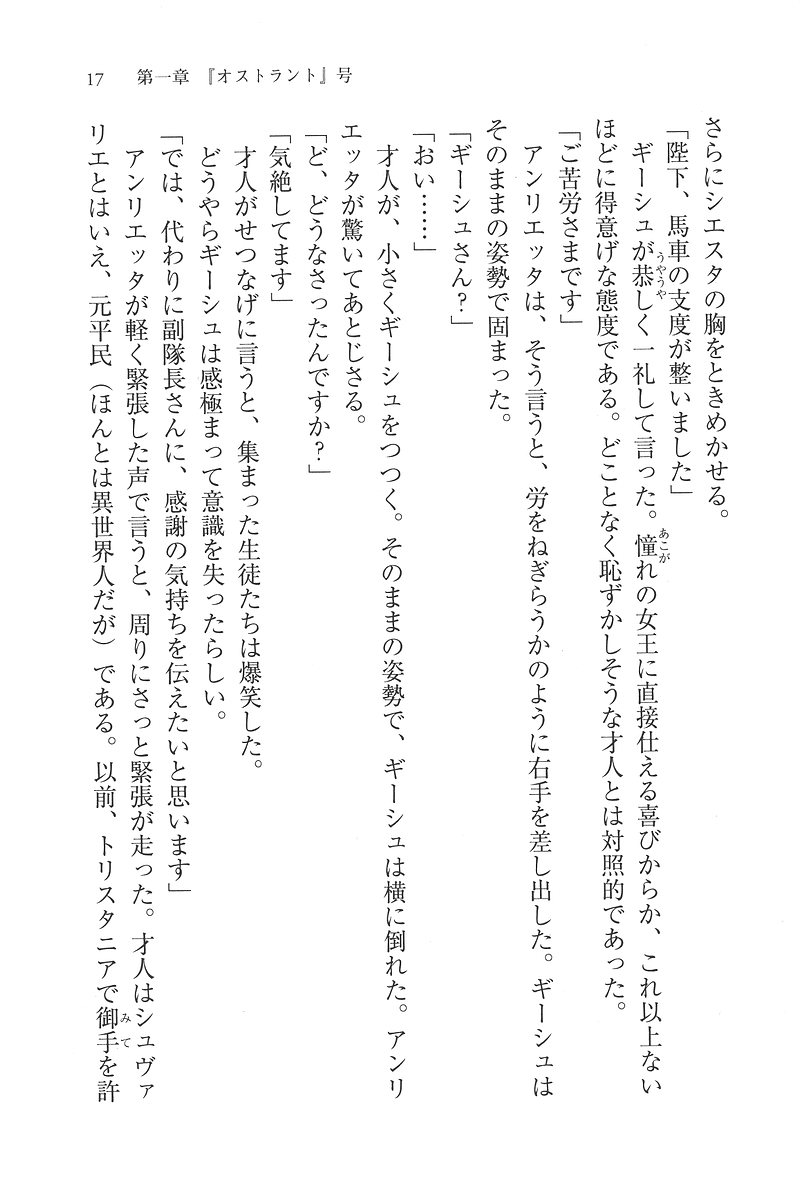 17　第一章　『オストラント』号
さらにシエスタの胸をときめかせる。
「陛下、馬車の支度が整いました」
ギーシュが恭しく一礼して言った。憧れの女王に直接仕える喜びからか、これ以上ない
ほどに得意げな態度である。どことなく恥ずかしそうな才人とは対照的であった。
「ご苦労さまです」
アンリエッタは、そう言うと、労をねぎらうかのように右手を差し出した。ギーシュは
そのままの姿勢で固まった。
「ギーシュさん？」
「おい……」
才人が、小さくギーシュをつつく。そのままの姿勢で、ギーシュは横に倒れた。アンリ
エッタが驚いてあとじさる。
「ど、どうなさったんですか？」
「気絶してます」
才人がせつなげに言うと、集まった生徒たちは爆笑した。
どうやらギーシュは感極まって意識を失ったらしい。
「では、代わりに副隊長さんに、感謝の気持ちを伝えたいと思います」
アンリエッタが軽く緊張した声で言うと、周りにさっと緊張が走った。才人はシュヴァ
リエとはいえ、元平民（ほんとは異世界人だが）である。以前、トリスタニアで御手を許